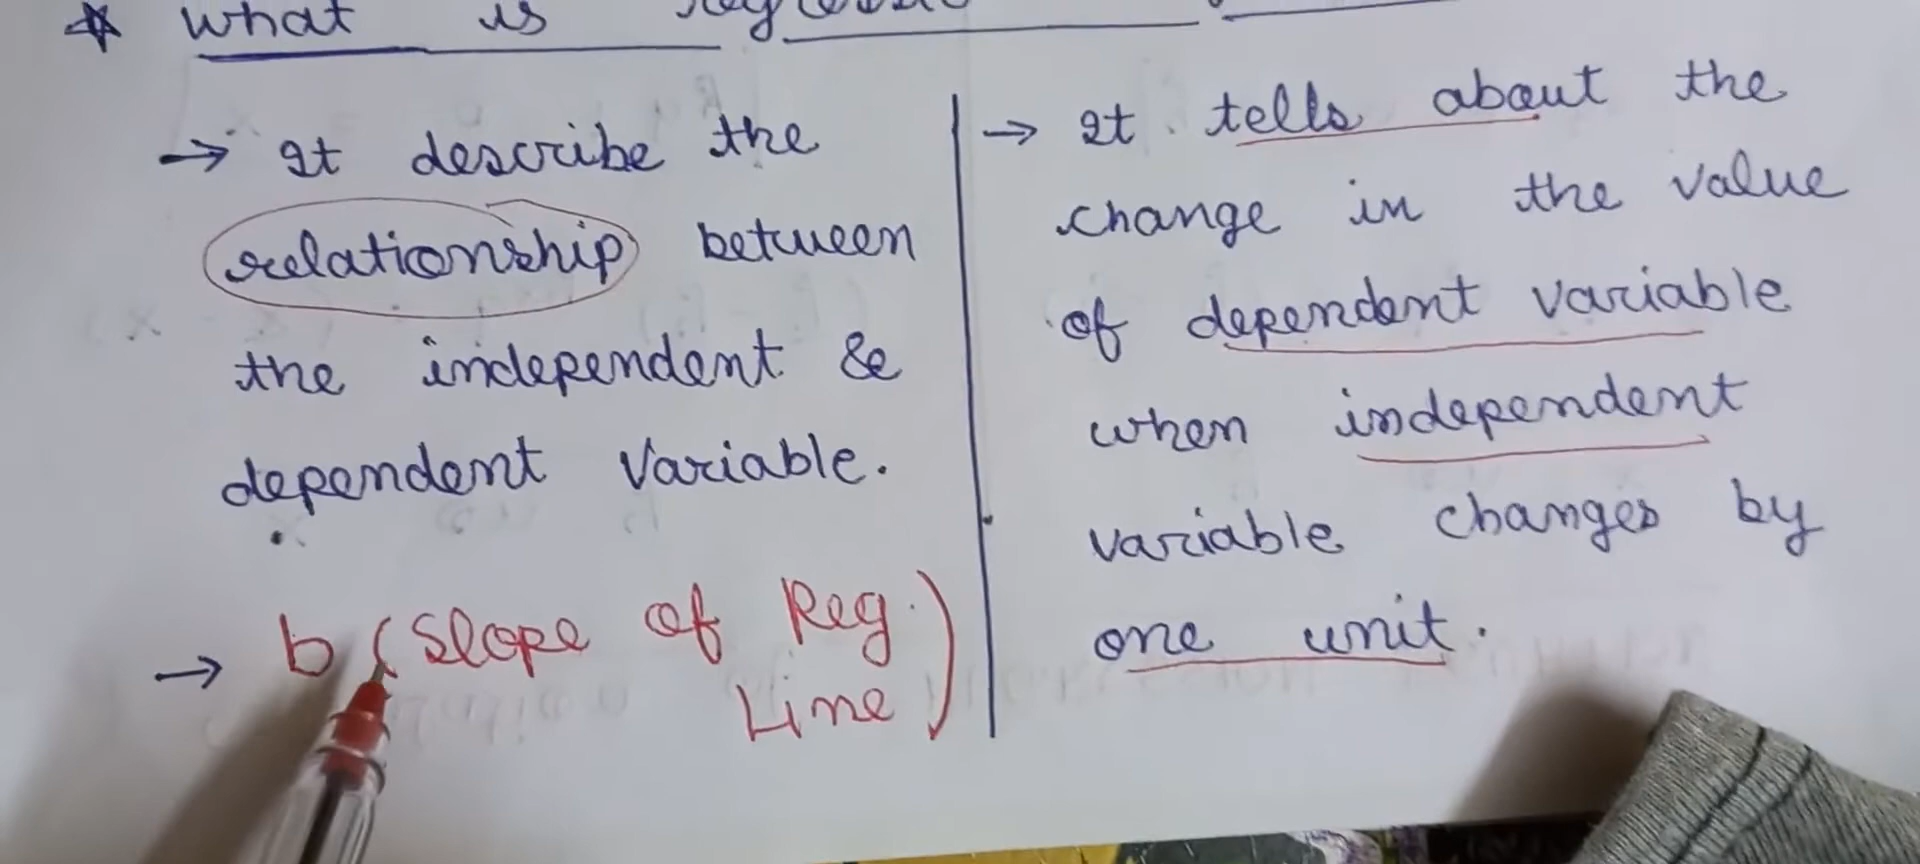 What is
→ It describe the
relationship between
the independent &
dependent Variable.
→ b (Slope of Reg.
Line)
→ It tells about the
change in the value
of dependent variable
when independent
variable changes by
one unit.